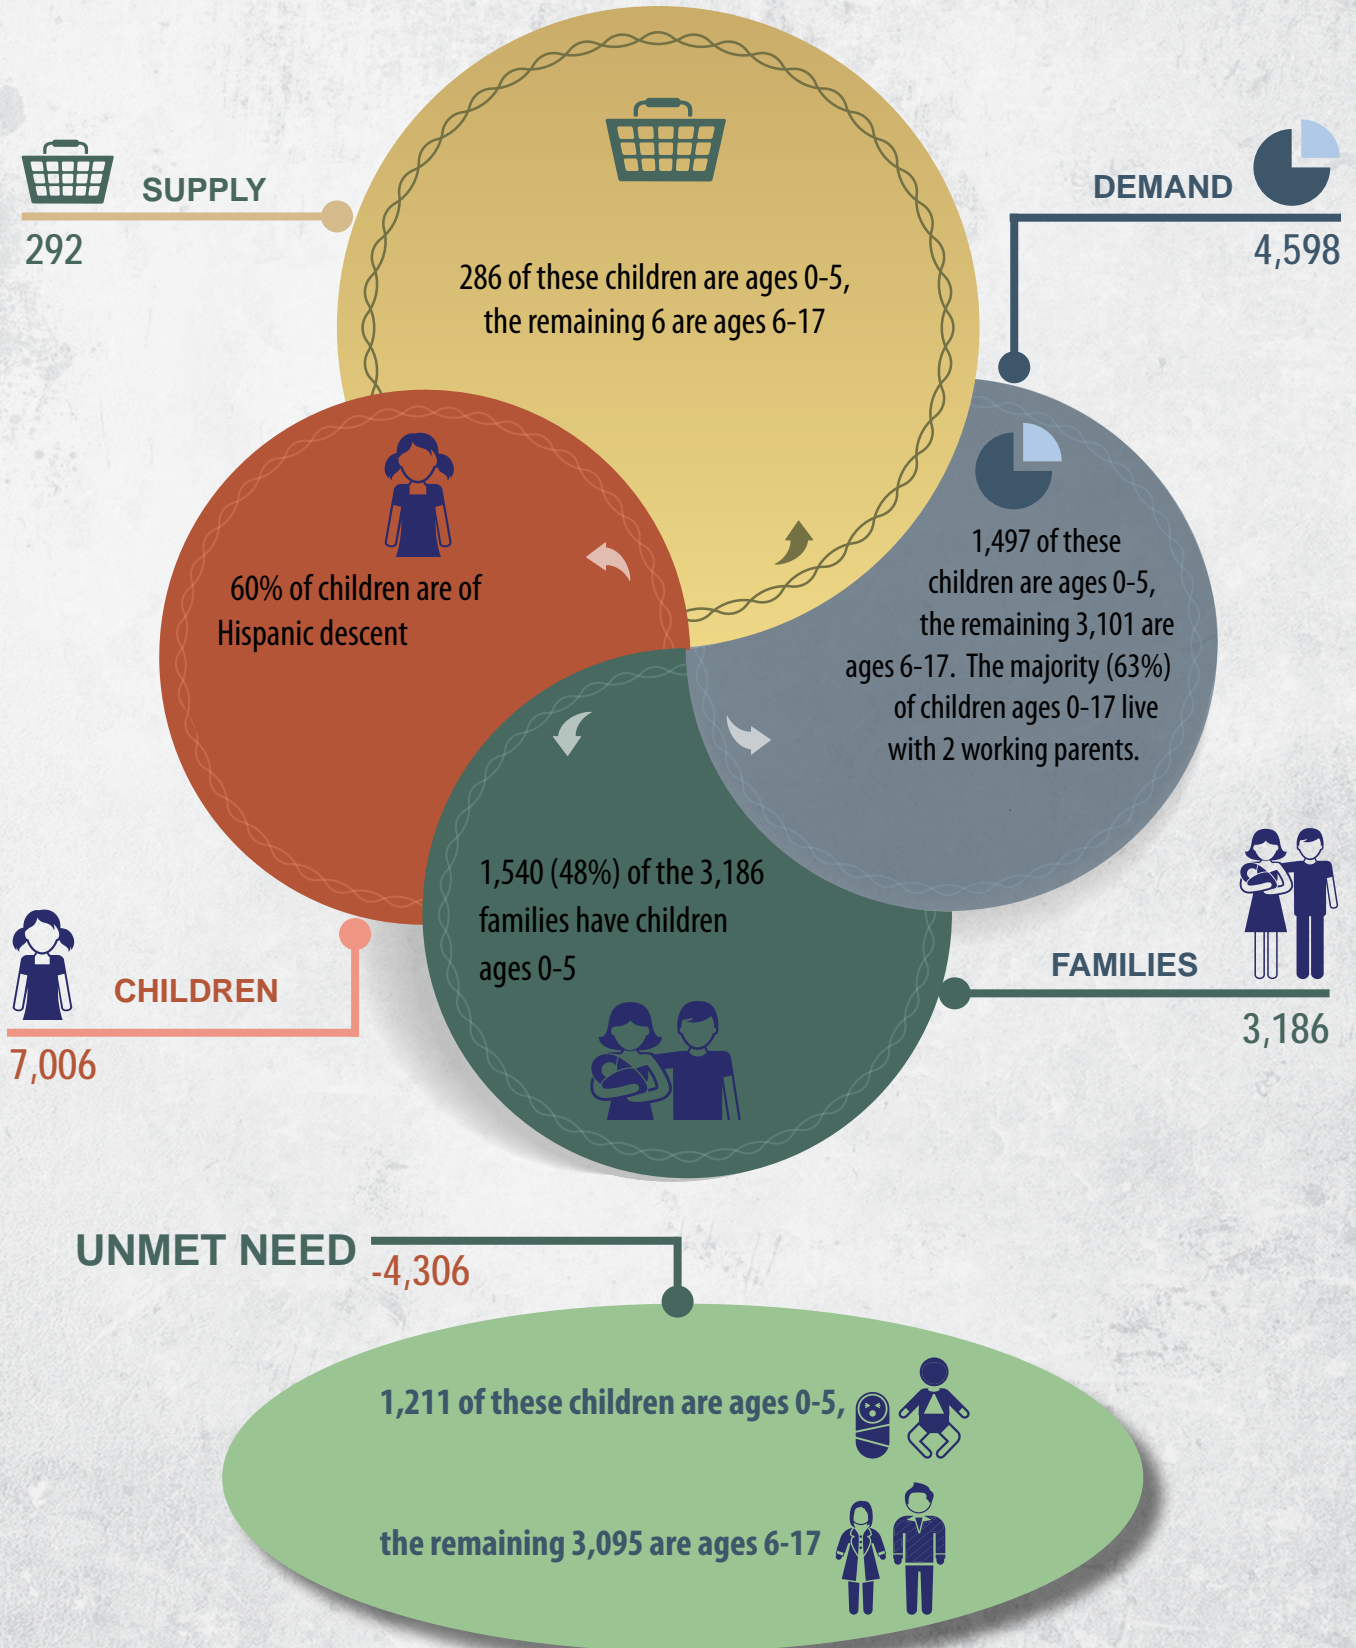 SUPPLY
292
DEMAND
4,598
286 of these children are ages 0-5,
the remaining 6 are ages 6-17
60% of children are of
Hispanic descent
1,497 of these
children are ages 0-5,
the remaining 3,101 are
ages 6-17. The majority (63%)
of children ages 0-17 live
with 2 working parents.
1,540 (48%) of the 3,186
families have children
ages 0-5
CHILDREN
7,006
FAMILIES
3,186
UNMET NEED
-4,306
1,211 of these children are ages 0-5,
the remaining 3,095 are ages 6-17